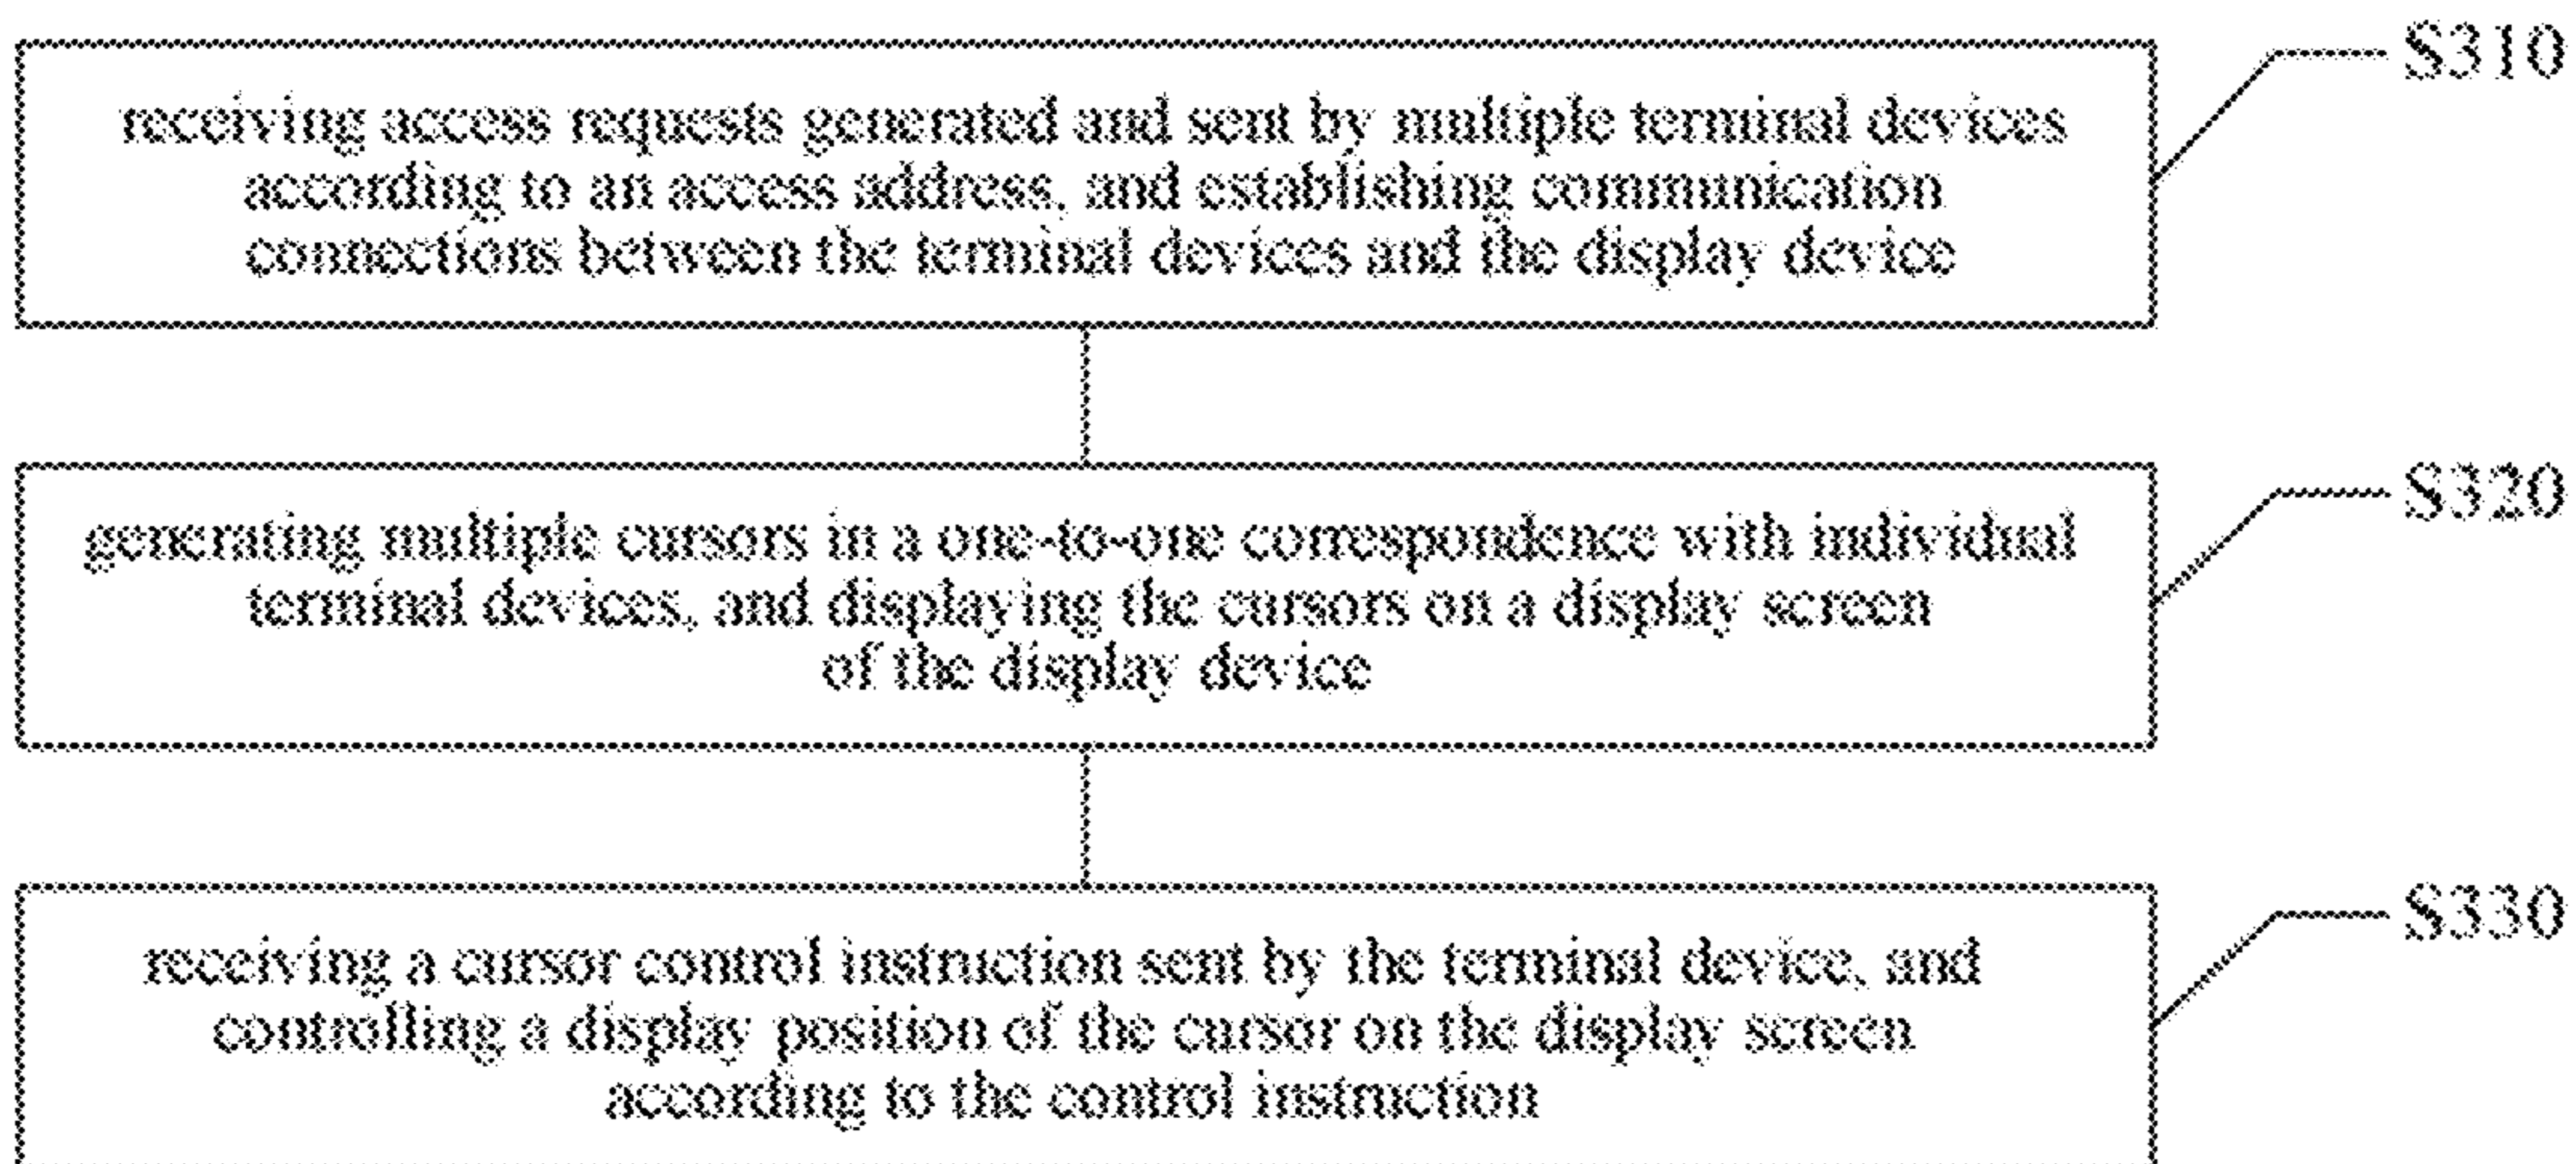 S310
receiving access requests generated and sent by multiple terminal devices
according to an access address, and establishing communication
connections between the terminal devices and the display device
S320
generating multiple cursors in a one-to-one correspondence with individual
terminal devices, and displaying the cursors on a display screen
of the display device
S330
receiving a cursor control instruction sent by the terminal device, and
controlling a display position of the cursor on the display screen
according to the control instruction